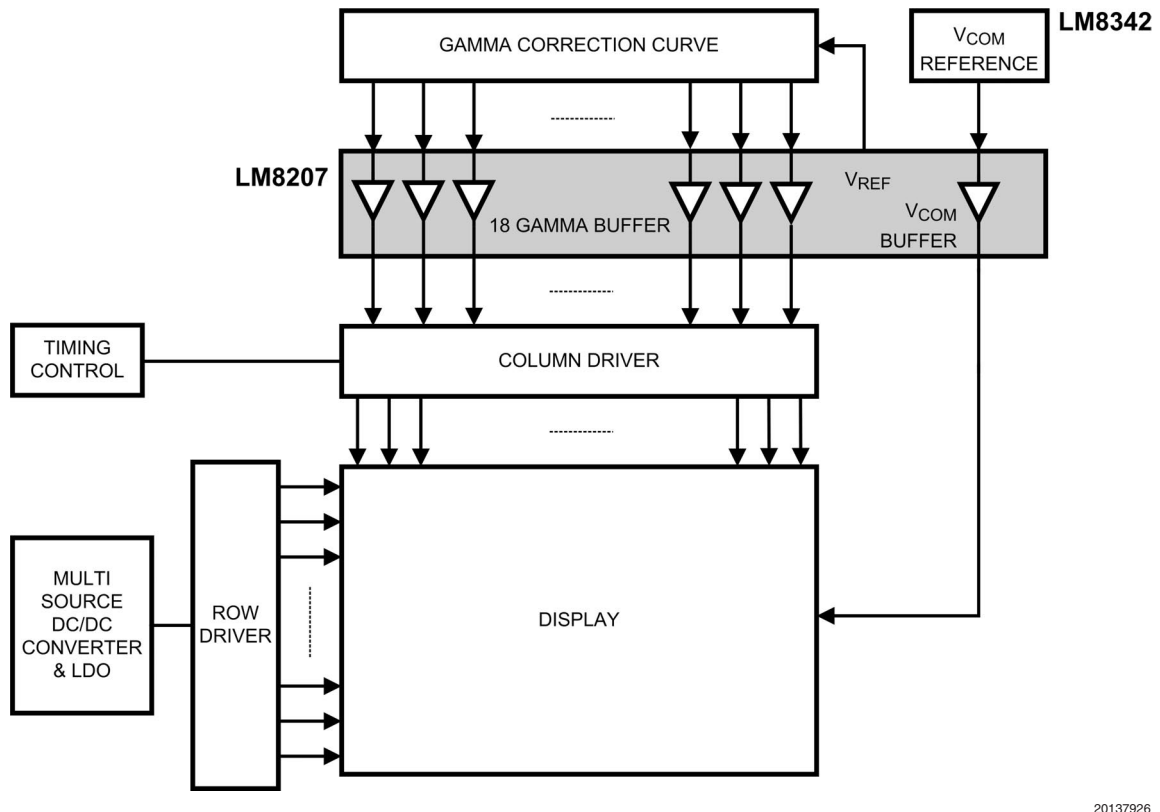 GAMMA CORRECTION CURVE
VCOM
REFERENCE
LM8342
LM8207
18 GAMMA BUFFER
VREF
VCOM
BUFFER
TIMING
CONTROL
COLUMN DRIVER
MULTI
SOURCE
DC/DC
CONVERTER
& LDO
ROW
DRIVER
DISPLAY
20137926